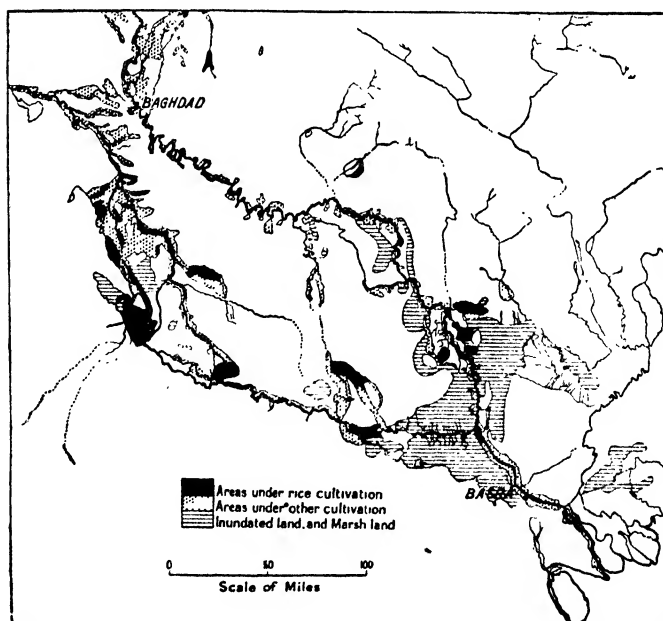 BAGHDAD
BASRA
Areas under rice cultivation
Areas under other cultivation
Inundated land, and Marsh land
0 100
Scale of Miles